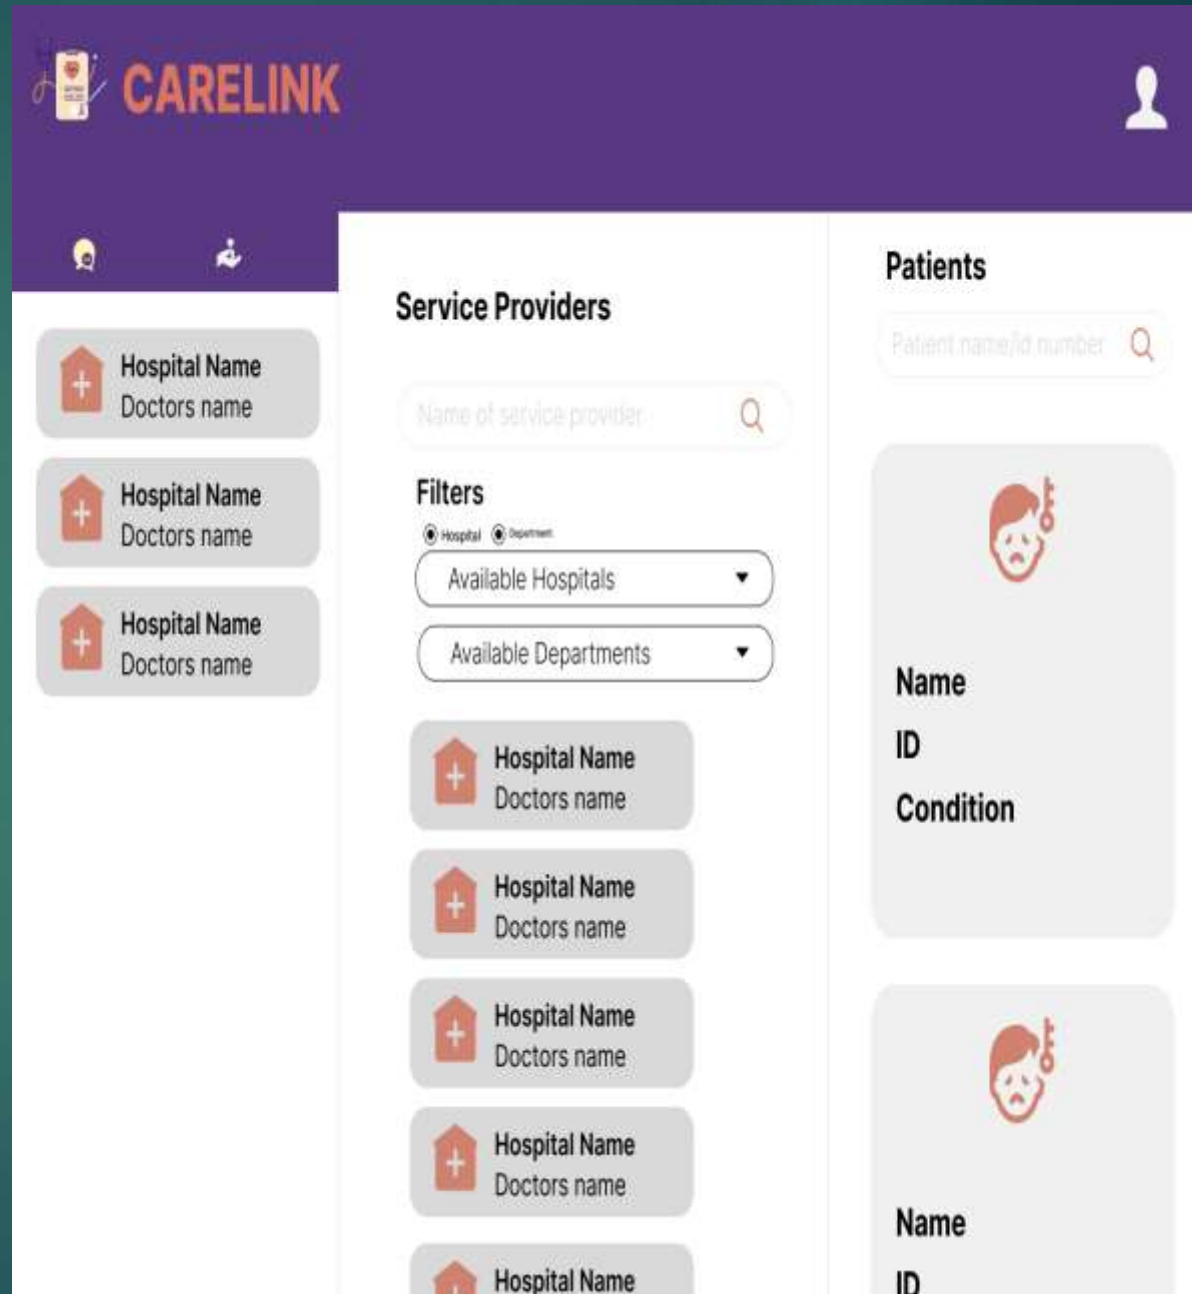 CARELINK
Hospital Name
Doctors name
Hospital Name
Doctors name
Hospital Name
Doctors name
Service Providers
Name of service provider
Filters
Hospital Department
Available Hospitals
Available Departments
Hospital Name
Doctors name
Hospital Name
Doctors name
Hospital Name
Doctors name
Hospital Name
Doctors name
Hospital Name
Patients
Patient name/id number
Name
ID
Condition
Name
ID